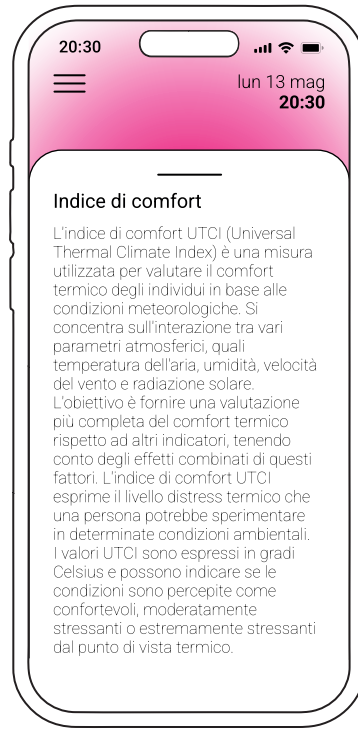 20:30
lun 13 mag
20:30
Indice di comfort
L'indice di comfort UTCI (Universal
Thermal Climate Index) è una misura
utilizzata per valutare il comfort
termico degli individui in base alle
condizioni meteorologiche. Si
concentra sull'interazione tra vari
parametri atmosferici, quali
temperatura dell'aria, umidità, velocità
del vento e radiazione solare.
L'obiettivo è fornire una valutazione
più completa del comfort termico
rispetto ad altri indicatori, tenendo
conto degli effetti combinati di questi
fattori. L'indice di comfort UTCI
esprime il livello distress termico che
una persona potrebbe sperimentare
in determinate condizioni ambientali.
I valori UTCI sono espressi in gradi
Celsius e possono indicare se le
condizioni sono percepite come
confortevoli, moderatamente
stressanti o estremamente stressanti
dal punto di vista termico.